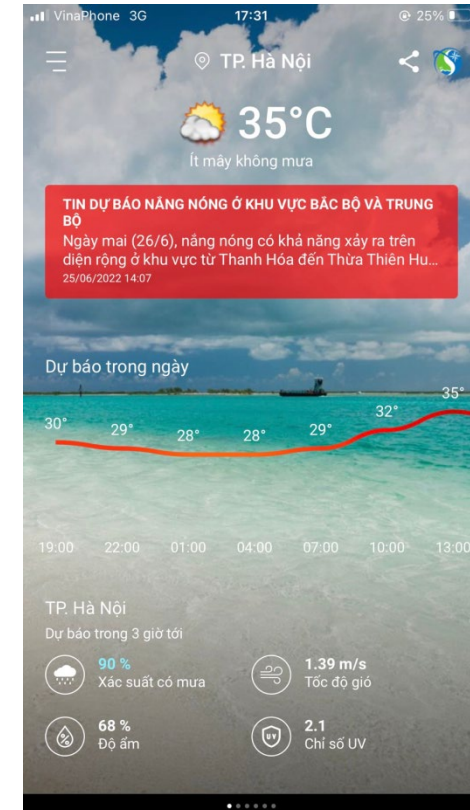 VinaPhone 3G 17:31 25%
TP. Hà Nội
35°C
Ít mây không mưa
TIN DỰ BÁO NẮNG NÓNG Ở KHU VỰC BẮC BỘ VÀ TRUNG
BỘ
Ngày mai (26/6), nắng nóng có khả năng xảy ra trên
diện rộng ở khu vực từ Thanh Hóa đến Thừa Thiên Hu...
25/06/2022 14:07
Dự báo trong ngày
30° 29° 28° 28° 29° 32° 35°
19:00 22:00 01:00 04:00 07:00 10:00 13:00
TP. Hà Nội
Dự báo trong 3 giờ tới
90 %
Xác suất có mưa
1.39 m/s
Tốc độ gió
68 %
Độ ẩm
UV
2.1
Chỉ số UV